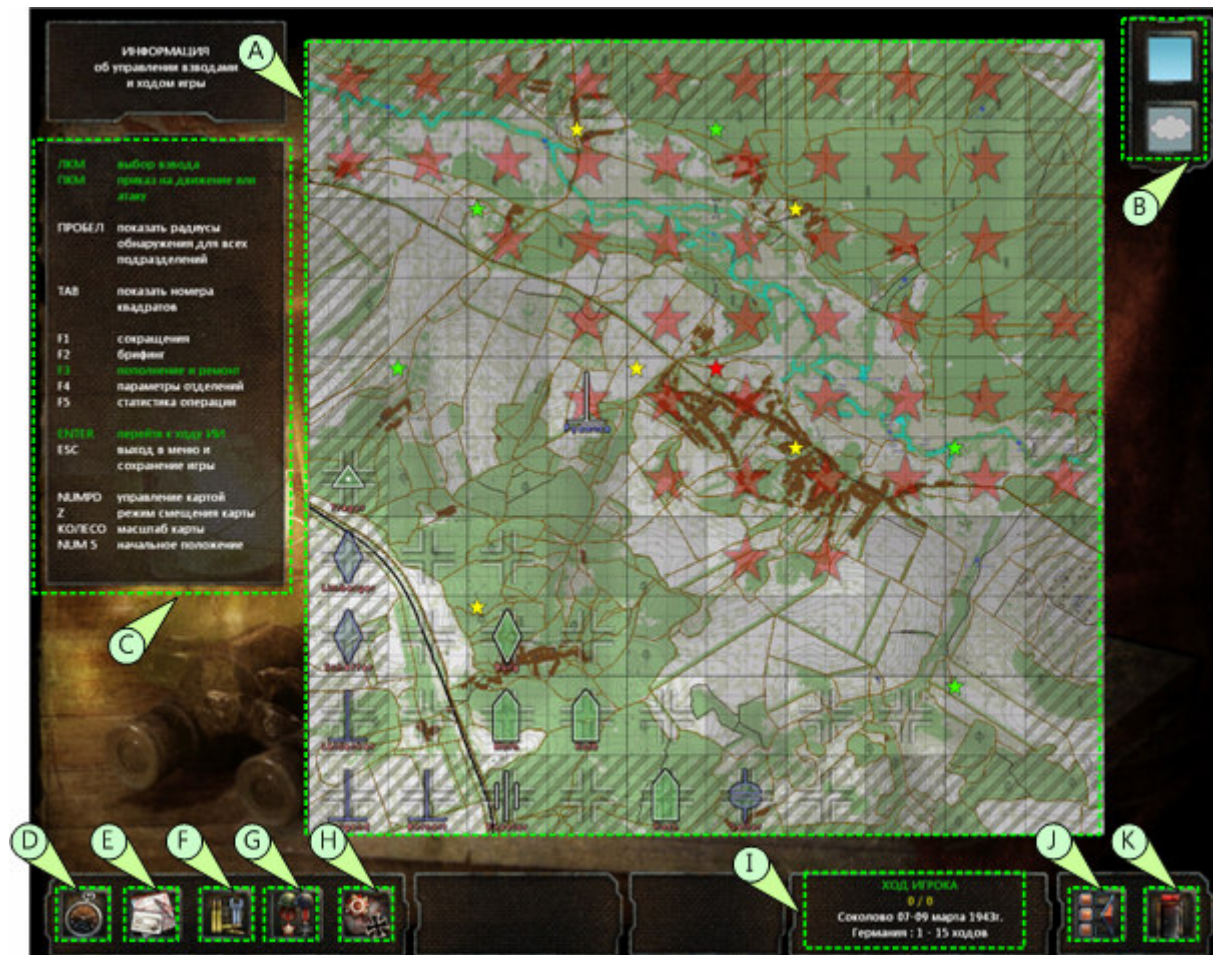 ИНФОРМАЦИЯ
об управлении взводами
и ходом игры
A
B
ЛКМ выбор взвода
ПКМ приказ на движение или
атаку
ПРОБЕЛ показать радиусы
обнаружения для всех
подразделений
TAB показать номера
квадратов
F1 сокращения
F2 брифинг
F3 пополнение и ремонт
F4 параметры отделений
F5 статистика операции
ENTER перейти к ходу ИИ
ESC выход в меню и
сохранение игры
NUMPD управление картой
Z режим смещения карты
КОЛЕСО масштаб карты
NUM 5 начальное положение
C
D
E
F
G
H
I
J
K
ХОД ИГРОКА
0 / 0
Соколово 07-09 марта 1943г.
Германия : 1 - 15 ходов